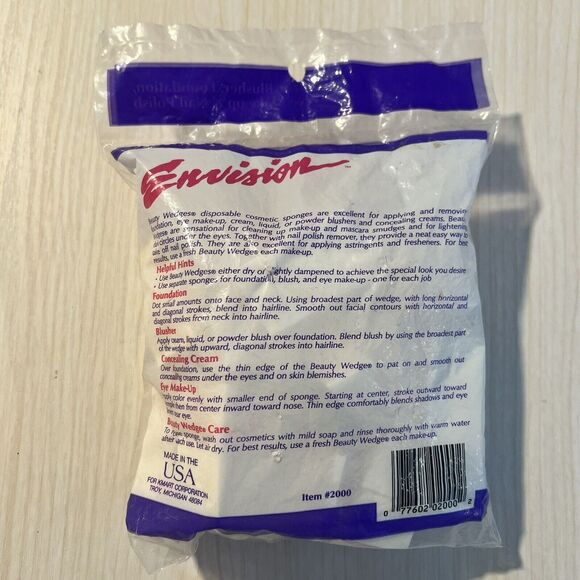 Envision™
Beauty Wedges® disposable cosmetic sponges are excellent for applying and removing
foundation, eye make-up, cream, liquid, or powder blushers and concealing creams. Beauty
Wedges® are sensational for cleaning up make-up and mascara smudges and for lightening
dark circles under the eyes. Together with nail polish remover, they provide a neat easy way to
take off nail polish. They are also excellent for applying astringents and fresheners. For best
results, use a fresh Beauty Wedge® each make-up.
Helpful Hints
• Use Beauty Wedges® either dry or slightly dampened to achieve the special look you desire
• Use separate sponges for foundation, blush, and eye make-up - one for each job
Foundation
Dot small amounts onto face and neck. Using broadest part of wedge, with long horizontal
and diagonal strokes, blend into hairline. Smooth out facial contours with horizontal and
diagonal strokes from neck into hairline.
Blusher
Apply cream, liquid, or powder blush over foundation. Blend blush by using the broadest part
of the wedge with upward, diagonal strokes into hairline.
Concealing Cream
Over foundation, use the thin edge of the Beauty Wedge® to pat on and smooth out
concealing creams under the eyes and on skin blemishes.
Eye Make-Up
Apply color evenly with smaller end of sponge. Starting at center, stroke outward toward
temple then from center inward toward nose. Thin edge comfortably blends shadows and eye
liner near eye.
Beauty Wedge® Care
To clean sponge, wash out cosmetics with mild soap and rinse thoroughly with warm water
after each use. Let air dry. For best results, use a fresh Beauty Wedge® each make-up.
MADE IN THE
USA
FOR KMART CORPORATION
TROY, MICHIGAN 48084
Item #2000
0 77602 02000 2